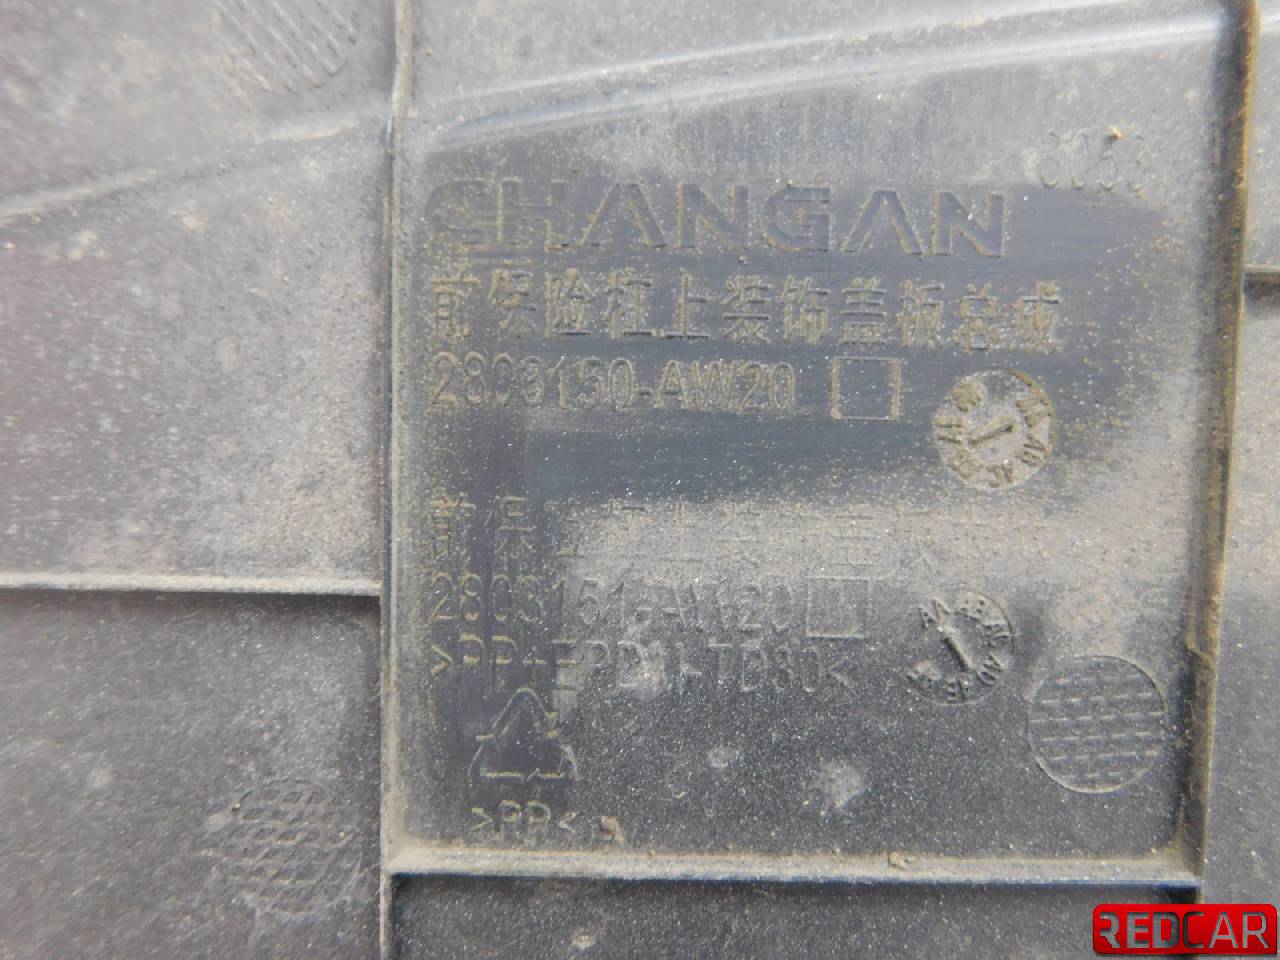 CHANGAN
前保险杠上装饰盖板总成
2803150-AW20
2803151-AW20
>PP+EPDM-TD30<
>PP<
REDCAR